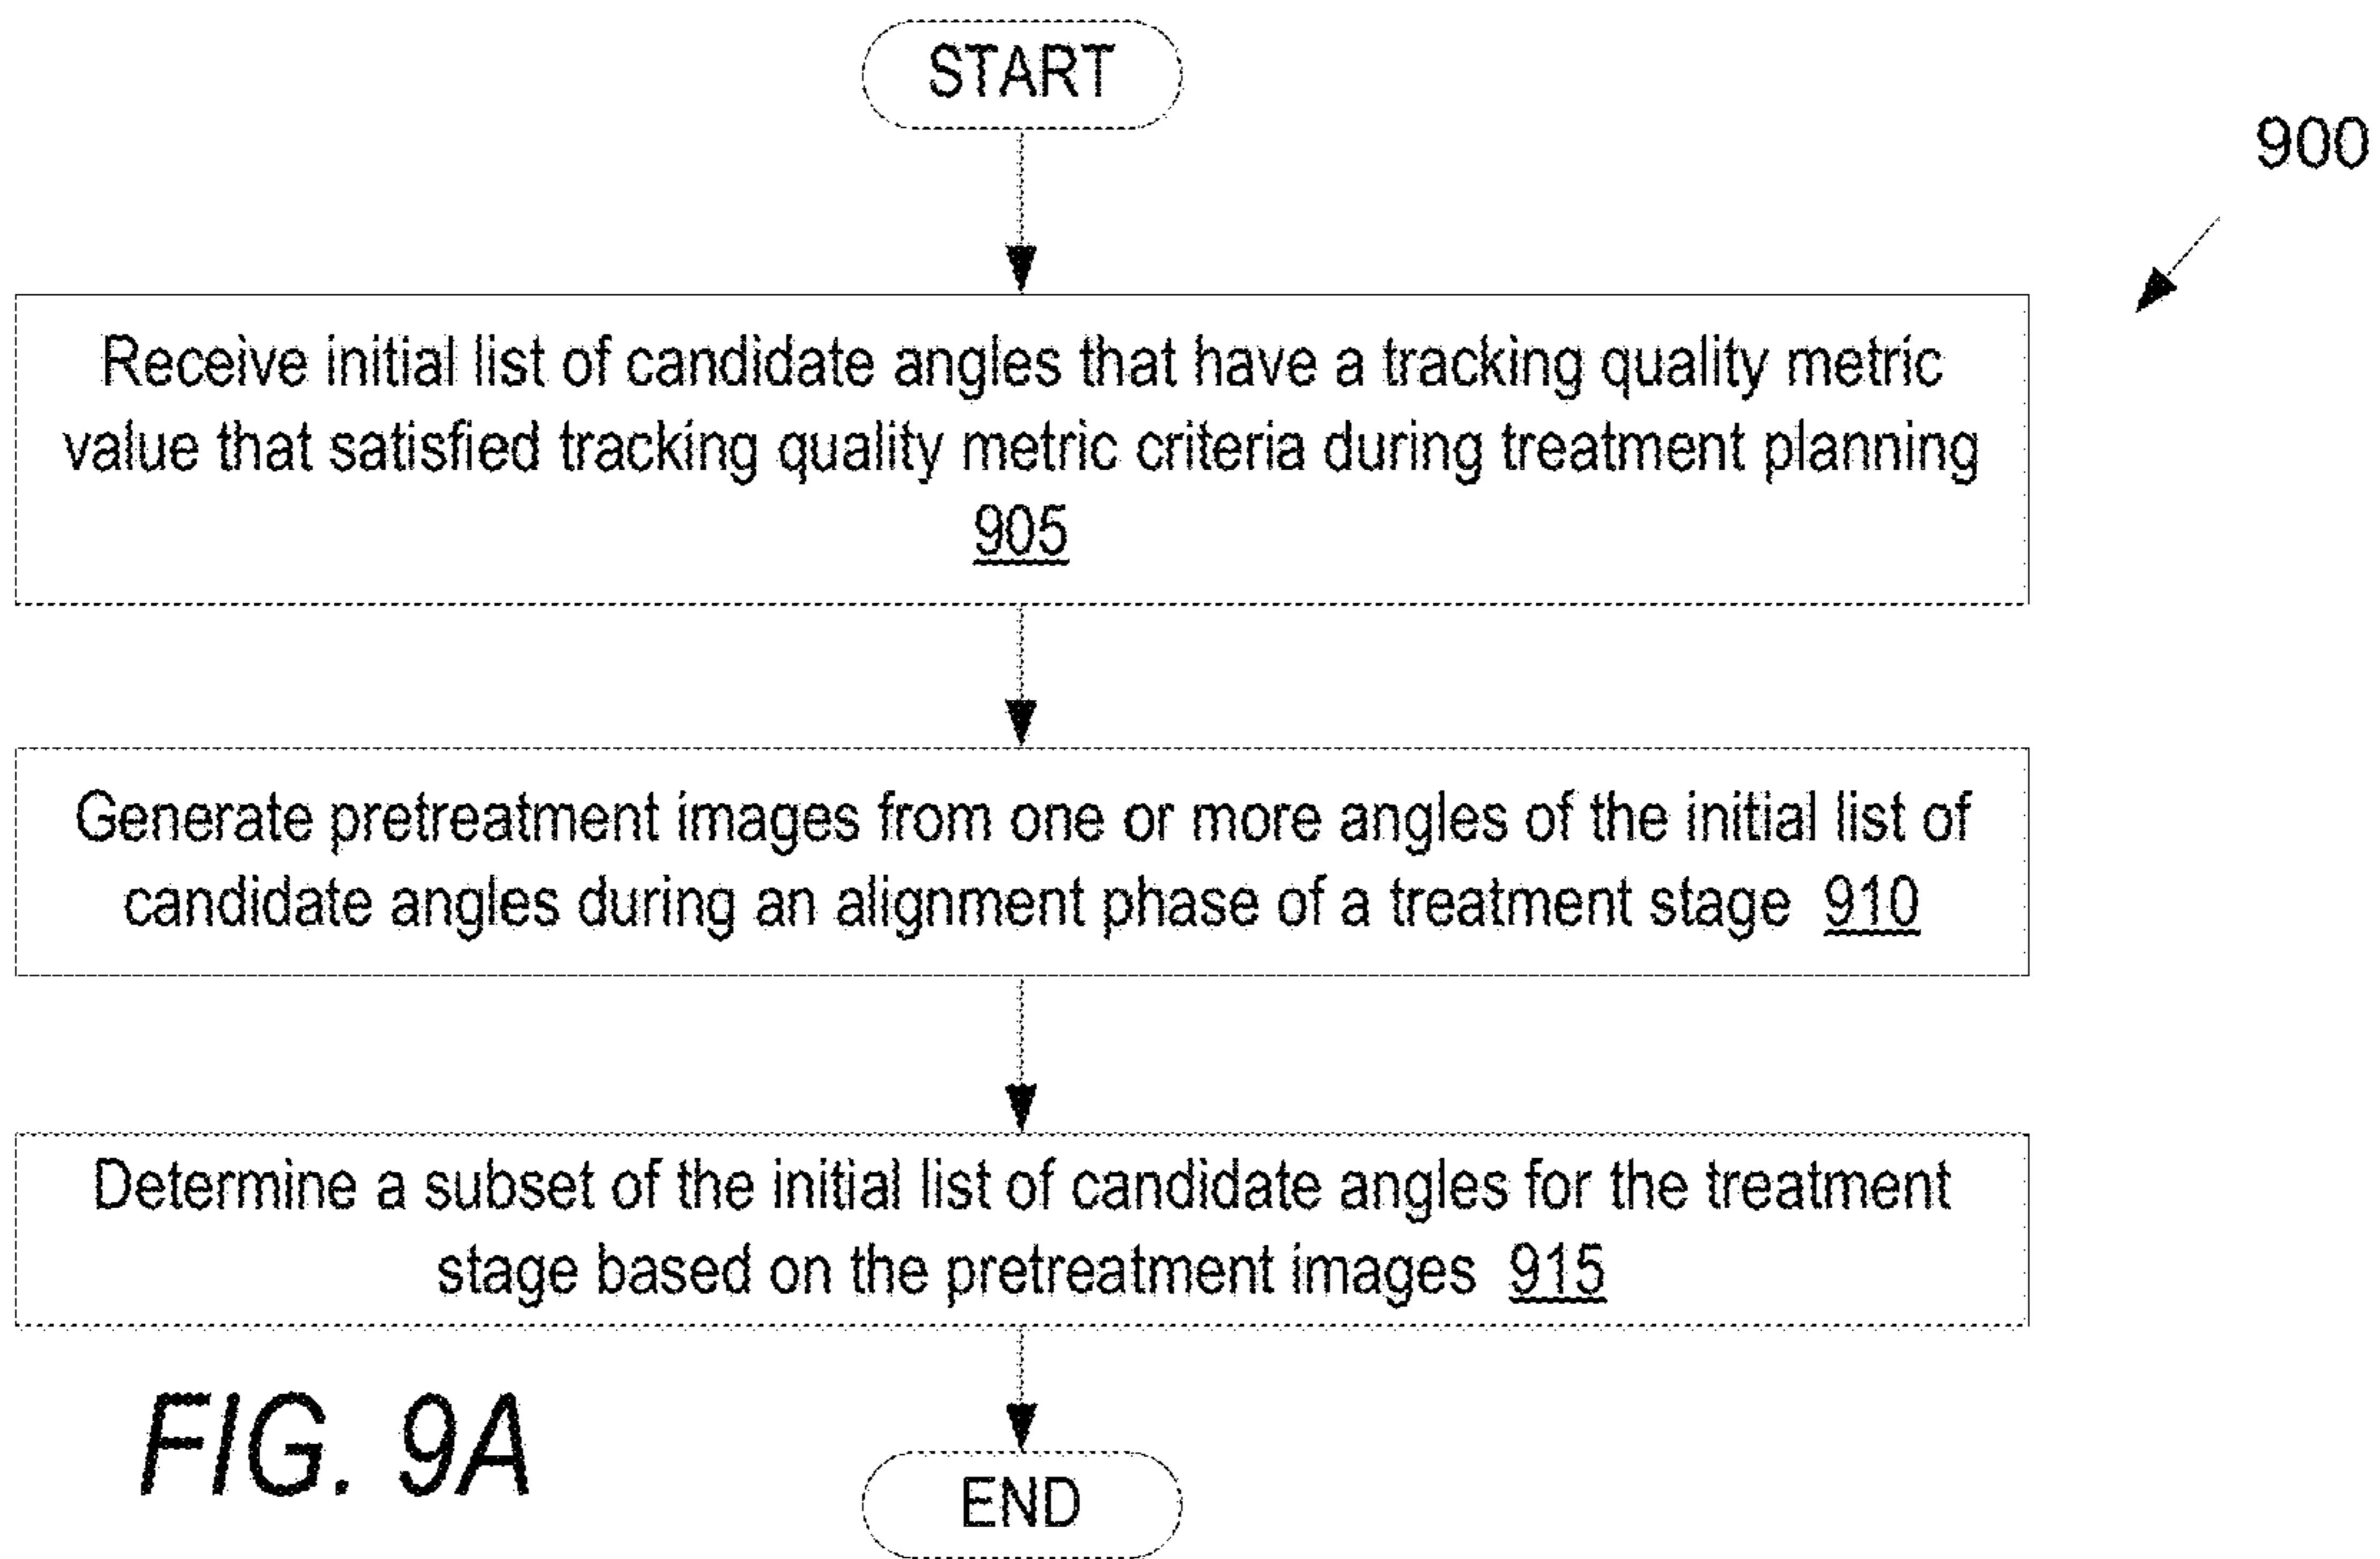 START
900
Receive initial list of candidate angles that have a tracking quality metric
value that satisfied tracking quality metric criteria during treatment planning
905
Generate pretreatment images from one or more angles of the initial list of
candidate angles during an alignment phase of a treatment stage 910
Determine a subset of the initial list of candidate angles for the treatment
stage based on the pretreatment images 915
FIG. 9A
END